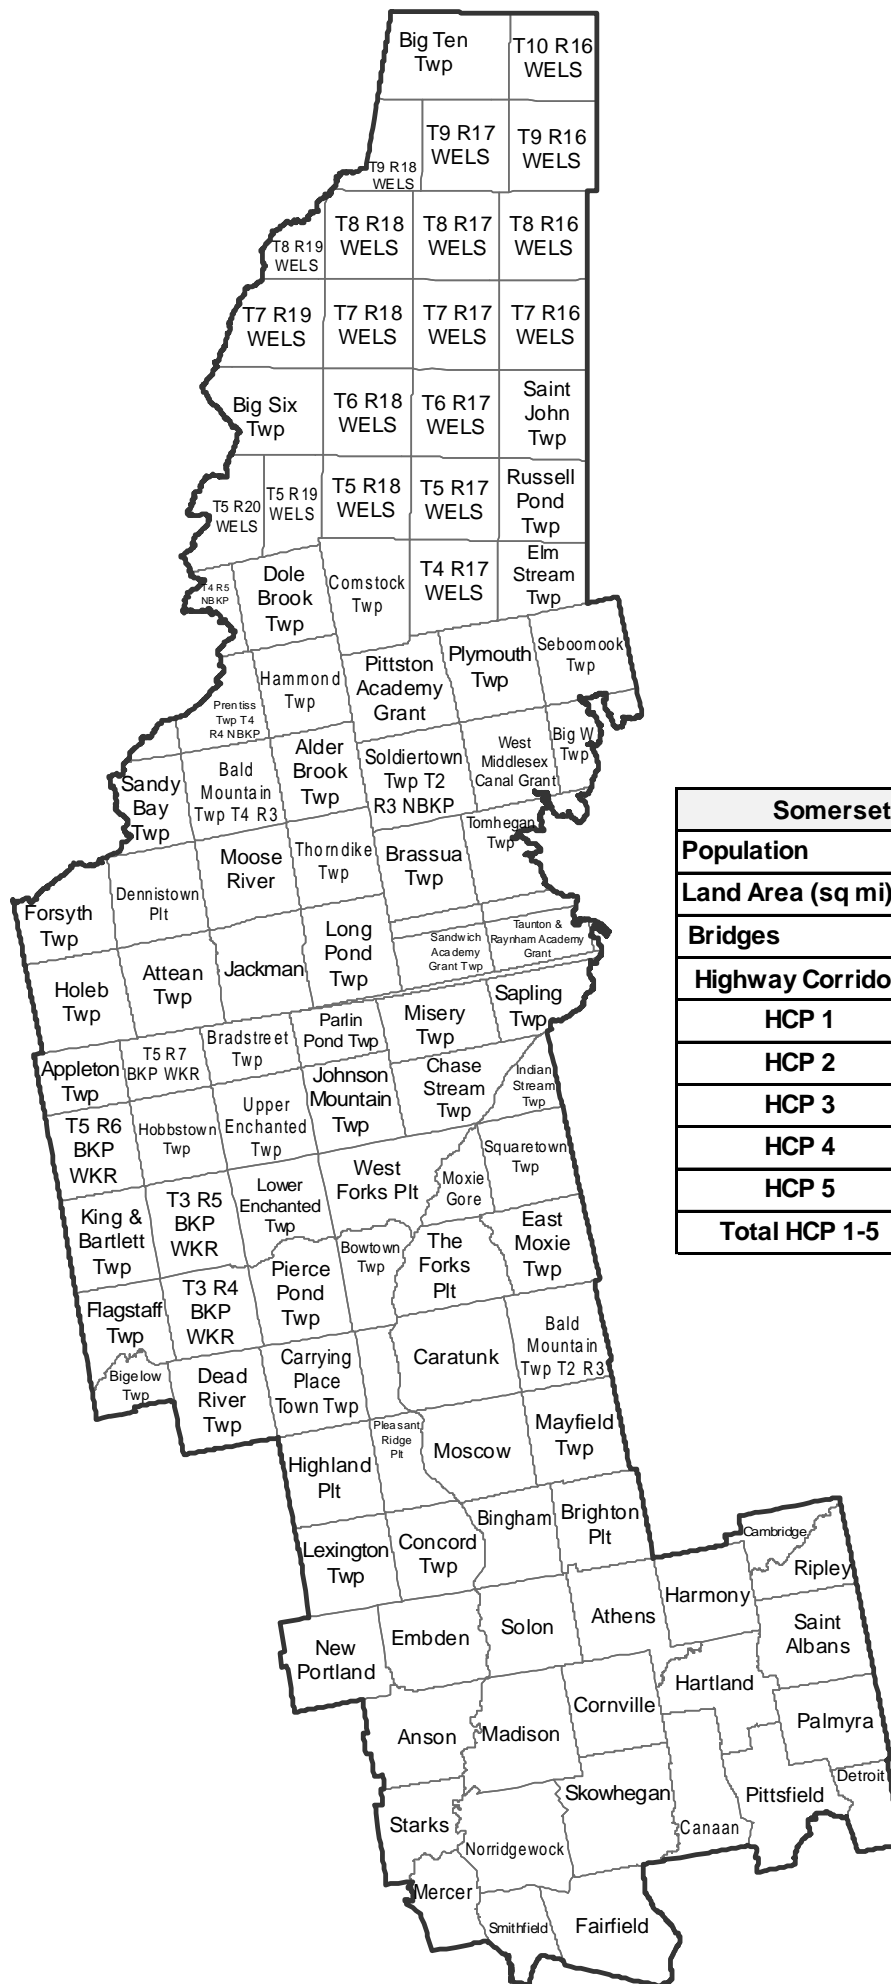 Big Ten
Twp
T10 R16
WELS
T9 R18
WELS
T9 R17
WELS
T9 R16
WELS
T8 R19
WELS
T8 R18
WELS
T8 R17
WELS
T8 R16
WELS
T7 R19
WELS
T7 R18
WELS
T7 R17
WELS
T7 R16
WELS
Big Six
Twp
T6 R18
WELS
T6 R17
WELS
Saint
John
Twp
T5 R20
WELS
T5 R19
WELS
T5 R18
WELS
T5 R17
WELS
Russell
Pond
Twp
T4 R5
NBKP
Dole
Brook
Twp
Comstock
Twp
T4 R17
WELS
Elm
Stream
Twp
Prentiss
Twp T4
R4 NBKP
Hammond
Twp
Pittston
Academy
Grant
Plymouth
Twp
Seboomook
Twp
Sandy
Bay
Twp
Bald
Mountain
Twp T4 R3
Alder
Brook
Twp
Soldiertown
Twp T2
R3 NBKP
West
Middlesex
Canal Grant
Big W
Twp
Forsyth
Twp
Dennistown
Plt
Moose
River
Thorndike
Twp
Brassua
Twp
Tomhegan
Twp
Holeb
Twp
Attean
Twp
Jackman
Long
Pond
Twp
Sandwich
Academy
Grant Twp
Taunton &
Raynham Academy
Grant
Appleton
Twp
T5 R7
BKP WKR
Bradstreet
Twp
Parlin
Pond Twp
Misery
Twp
Sapling
Twp
T5 R6
BKP
WKR
Hobbstown
Twp
Upper
Enchanted
Twp
Johnson
Mountain
Twp
Chase
Stream
Twp
Indian
Stream
Twp
King &
Bartlett
Twp
T3 R5
BKP
WKR
Lower
Enchanted
Twp
West
Forks Plt
Moxie
Gore
Squaretown
Twp
Flagstaff
Twp
T3 R4
BKP
WKR
Pierce
Pond
Twp
Bowtown
Twp
The
Forks
Plt
East
Moxie
Twp
Bigelow
Twp
Dead
River
Twp
Carrying
Place
Town Twp
Caratunk
Bald
Mountain
Twp T2 R3
Highland
Plt
Pleasant
Ridge
Plt
Moscow
Mayfield
Twp
Lexington
Twp
Concord
Twp
Bingham
Brighton
Plt
Cambridge
Ripley
New
Portland
Embden
Solon
Athens
Harmony
Saint
Albans
Anson
Madison
Cornville
Hartland
Palmyra
Starks
Norridgewock
Skowhegan
Canaan
Pittsfield
Detroit
Mercer
Smithfield
Fairfield
Somerset
Population
Land Area (sq mi)
Bridges
Highway Corrido
HCP 1
HCP 2
HCP 3
HCP 4
HCP 5
Total HCP 1-5